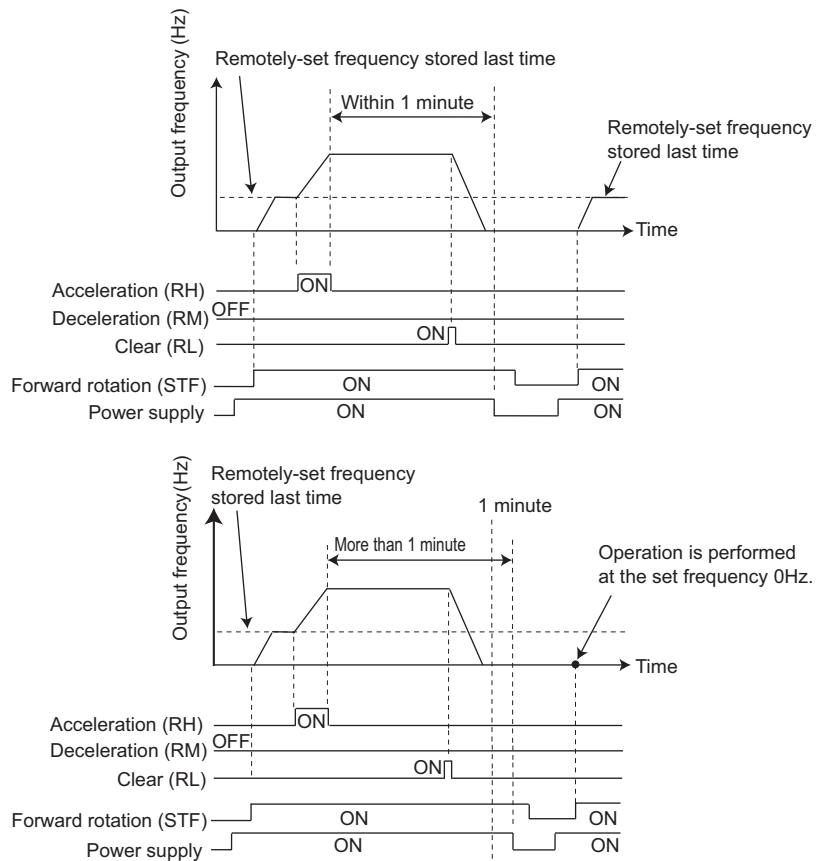 Output frequency (Hz)
Remotely-set frequency stored last time
Within 1 minute
Remotely-set frequency
stored last time
Time
Acceleration (RH)
ON
Deceleration (RM)
OFF
Clear (RL)
ON
Forward rotation (STF)
ON
ON
Power supply
ON
ON
Output frequency(Hz)
Remotely-set frequency
stored last time
1 minute
More than 1 minute
Operation is performed
at the set frequency 0Hz.
Time
Acceleration (RH)
ON
Deceleration (RM)
OFF
Clear (RL)
ON
Forward rotation (STF)
ON
ON
Power supply
ON
ON